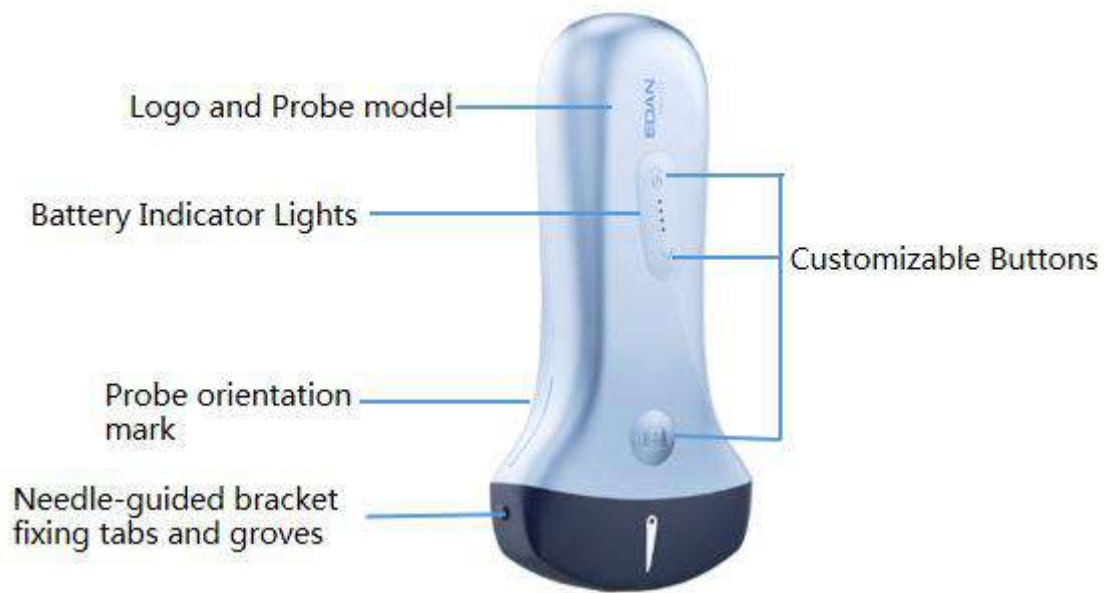 Logo and Probe model
EDAN
Battery Indicator Lights
Customizable Buttons
Probe orientation
mark
Needle-guided bracket
fixing tabs and groves